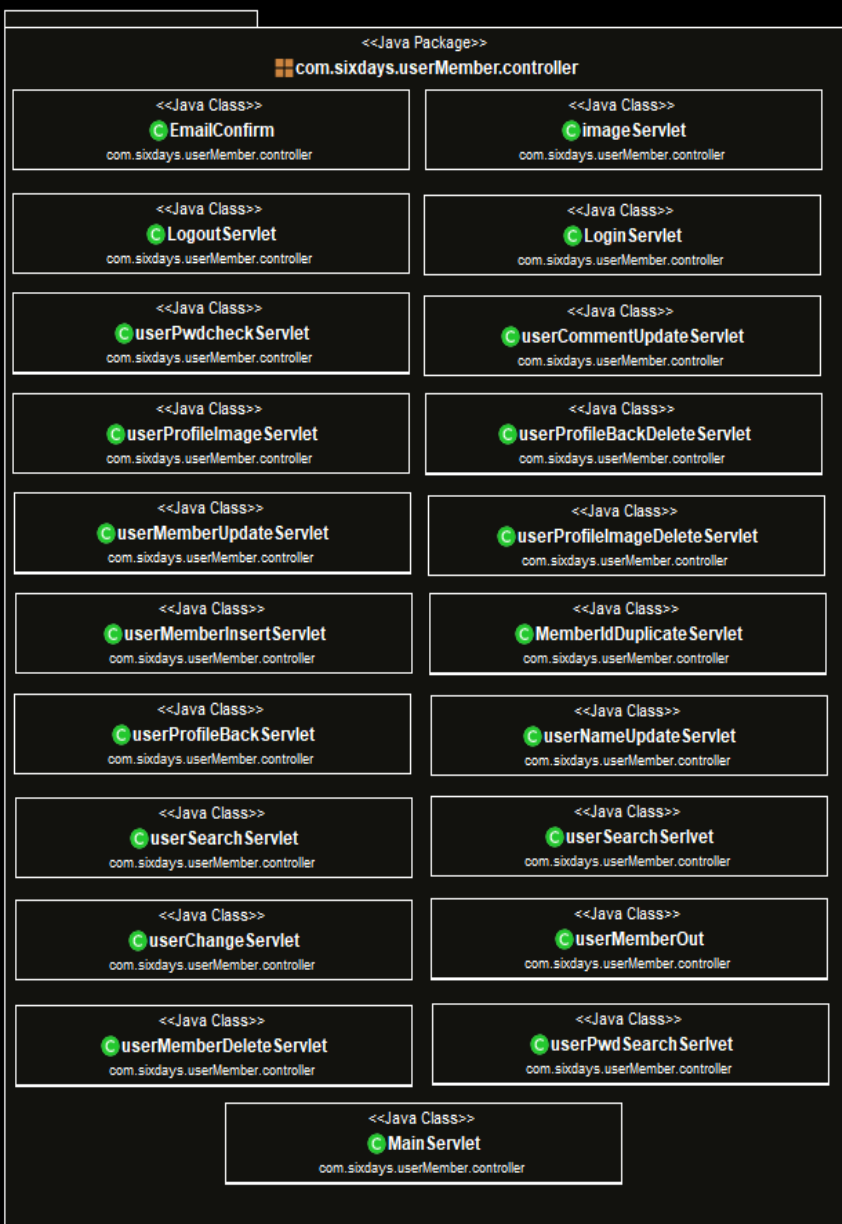 <<Java Package>>
com.sixdays.userMember.controller
<<Java Class>>
EmailConfirm
com.sixdays.userMember.controller
<<Java Class>>
imageServlet
com.sixdays.userMember.controller
<<Java Class>>
LogoutServlet
com.sixdays.userMember.controller
<<Java Class>>
LoginServlet
com.sixdays.userMember.controller
<<Java Class>>
userPwdcheckServlet
com.sixdays.userMember.controller
<<Java Class>>
userCommentUpdateServlet
com.sixdays.userMember.controller
<<Java Class>>
userProfileImageServlet
com.sixdays.userMember.controller
<<Java Class>>
userProfileBackDeleteServlet
com.sixdays.userMember.controller
<<Java Class>>
userMemberUpdateServlet
com.sixdays.userMember.controller
<<Java Class>>
userProfileImageDeleteServlet
com.sixdays.userMember.controller
<<Java Class>>
userMemberInsertServlet
com.sixdays.userMember.controller
<<Java Class>>
MemberIdDuplicateServlet
com.sixdays.userMember.controller
<<Java Class>>
userProfileBackServlet
com.sixdays.userMember.controller
<<Java Class>>
userNameUpdateServlet
com.sixdays.userMember.controller
<<Java Class>>
userSearchServlet
com.sixdays.userMember.controller
<<Java Class>>
userSearchSerlvet
com.sixdays.userMember.controller
<<Java Class>>
userChangeServlet
com.sixdays.userMember.controller
<<Java Class>>
userMemberOut
com.sixdays.userMember.controller
<<Java Class>>
userMemberDeleteServlet
com.sixdays.userMember.controller
<<Java Class>>
userPwdSearchSerlvet
com.sixdays.userMember.controller
<<Java Class>>
MainServlet
com.sixdays.userMember.controller